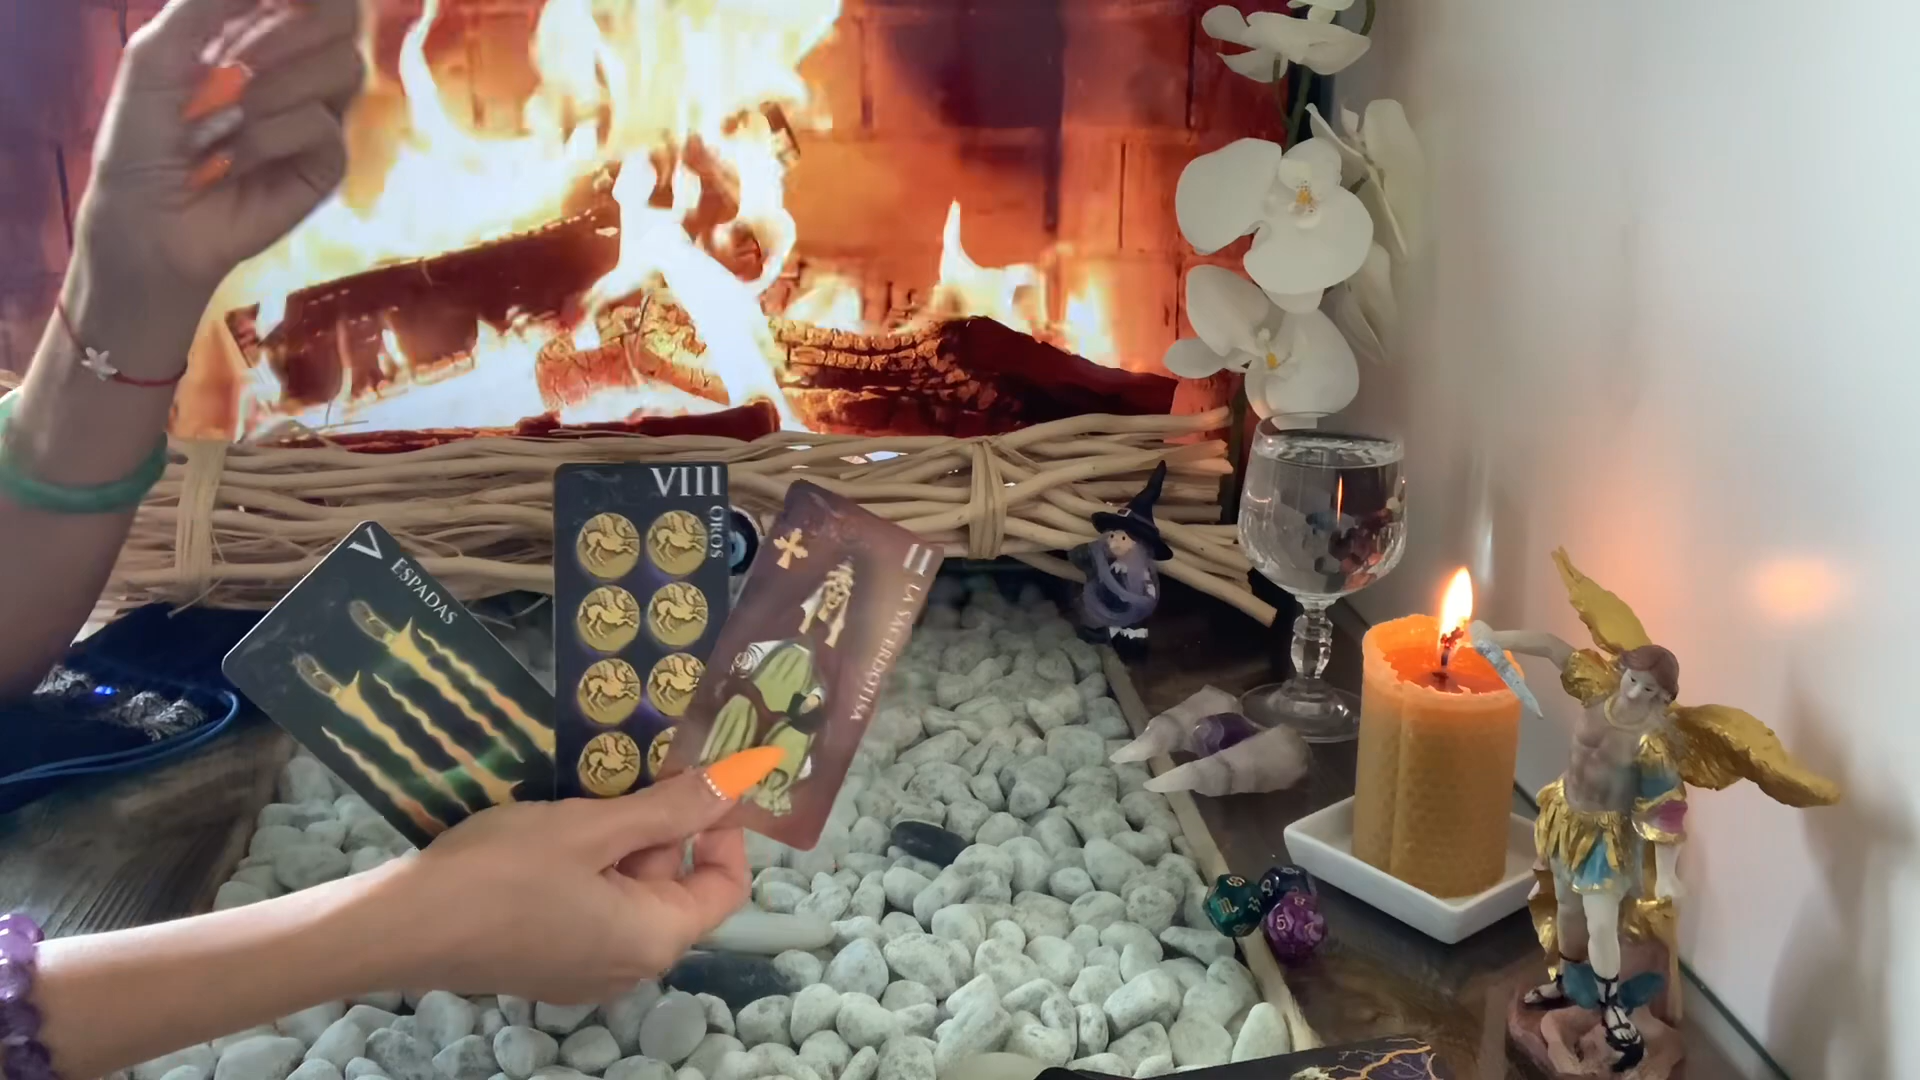 V
ESPADAS
VIII
OROS
II
LA SACERDOTISA